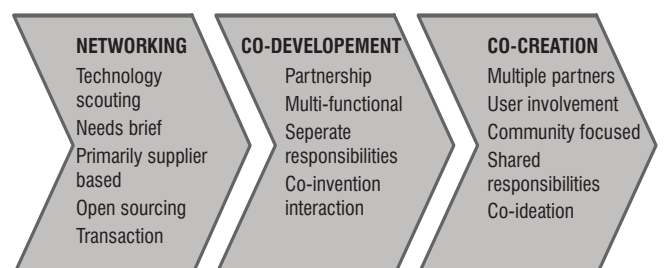 NETWORKING
Technology
scouting
Needs brief
Primarily supplier
based
Open sourcing
Transaction
CO-DEVELOPEMENT
Partnership
Multi-functional
Seperate
responsibilities
Co-invention
interaction
CO-CREATION
Multiple partners
User involvement
Community focused
Shared
responsibilities
Co-ideation